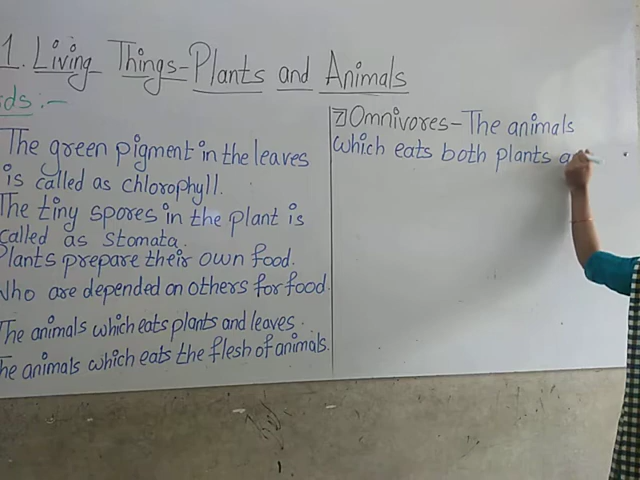 1. Living Things-Plants and Animals
ds:-
The green pigment in the leaves
is called as chlorophyll.
The tiny spores in the plant is
called as stomata.
Plants prepare their own food.
Who are depended on others for food.
The animals which eats plants and leaves.
The animals which eats the flesh of animals.
7) Omnivores-The animals
which eats both plants a